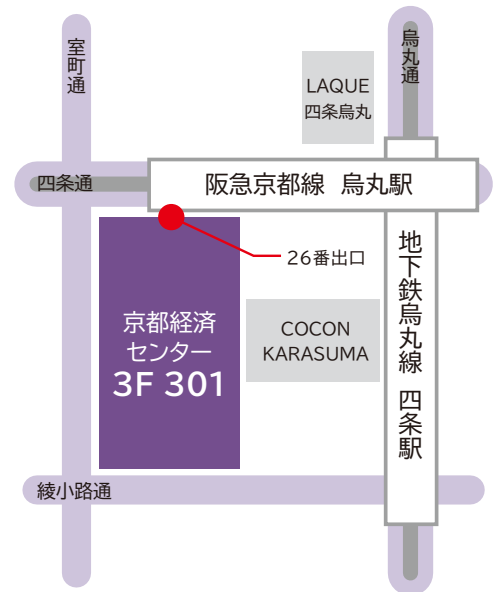 室町通
烏丸通
LAQUE
四条烏丸
四条通
阪急京都線 烏丸駅
26番出口
地下鉄烏丸線 四条駅
京都経済
センター
3F 301
COCON
KARASUMA
綾小路通